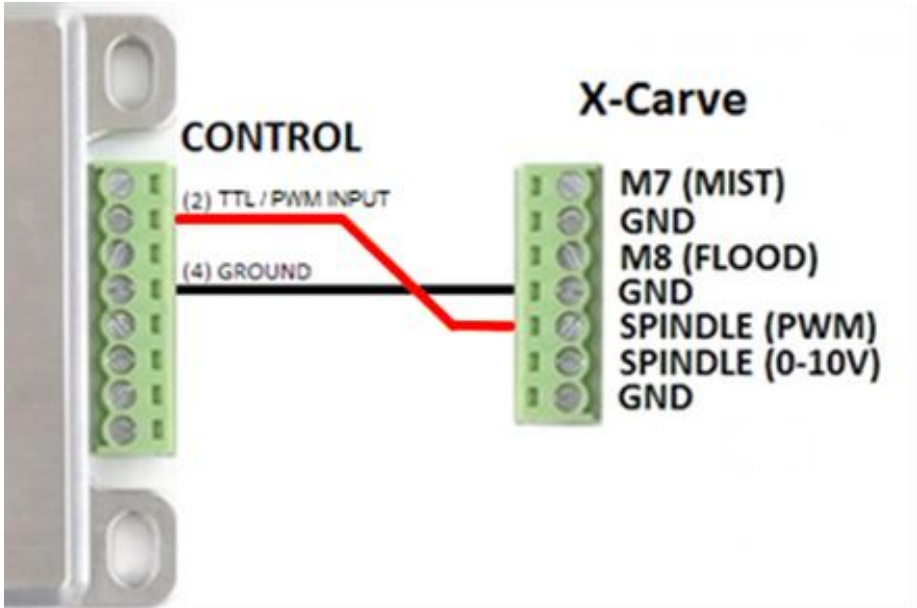 X-Carve
CONTROL
(2) TTL / PWM INPUT
(4) GROUND
M7 (MIST)
GND
M8 (FLOOD)
GND
SPINDLE (PWM)
SPINDLE (0-10V)
GND